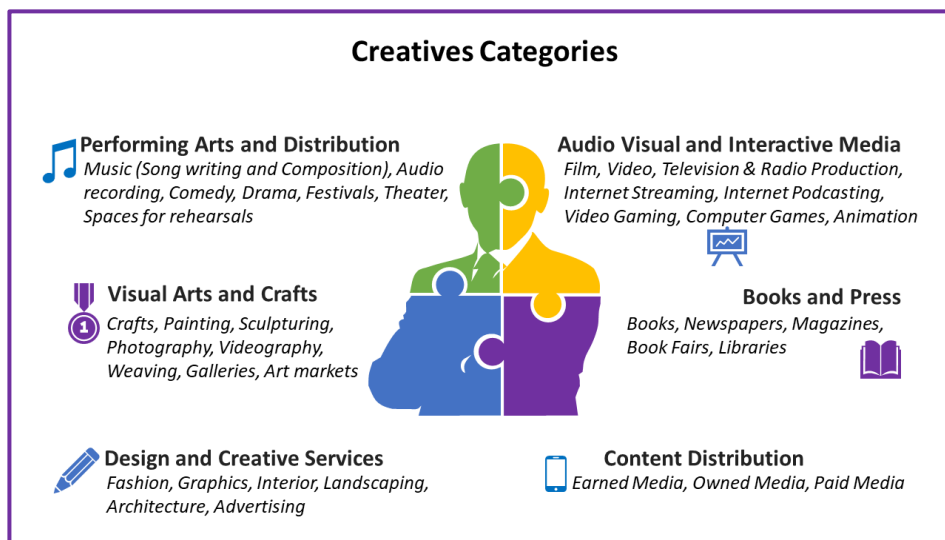 Creatives Categories
Performing Arts and Distribution
Music (Song writing and Composition), Audio
recording, Comedy, Drama, Festivals, Theater,
Spaces for rehearsals
Audio Visual and Interactive Media
Film, Video, Television & Radio Production,
Internet Streaming, Internet Podcasting,
Video Gaming, Computer Games, Animation
1
Visual Arts and Crafts
Crafts, Painting, Sculpturing,
Photography, Videography,
Weaving, Galleries, Art markets
Books and Press
Books, Newspapers, Magazines,
Book Fairs, Libraries
Design and Creative Services
Fashion, Graphics, Interior, Landscaping,
Architecture, Advertising
Content Distribution
Earned Media, Owned Media, Paid Media